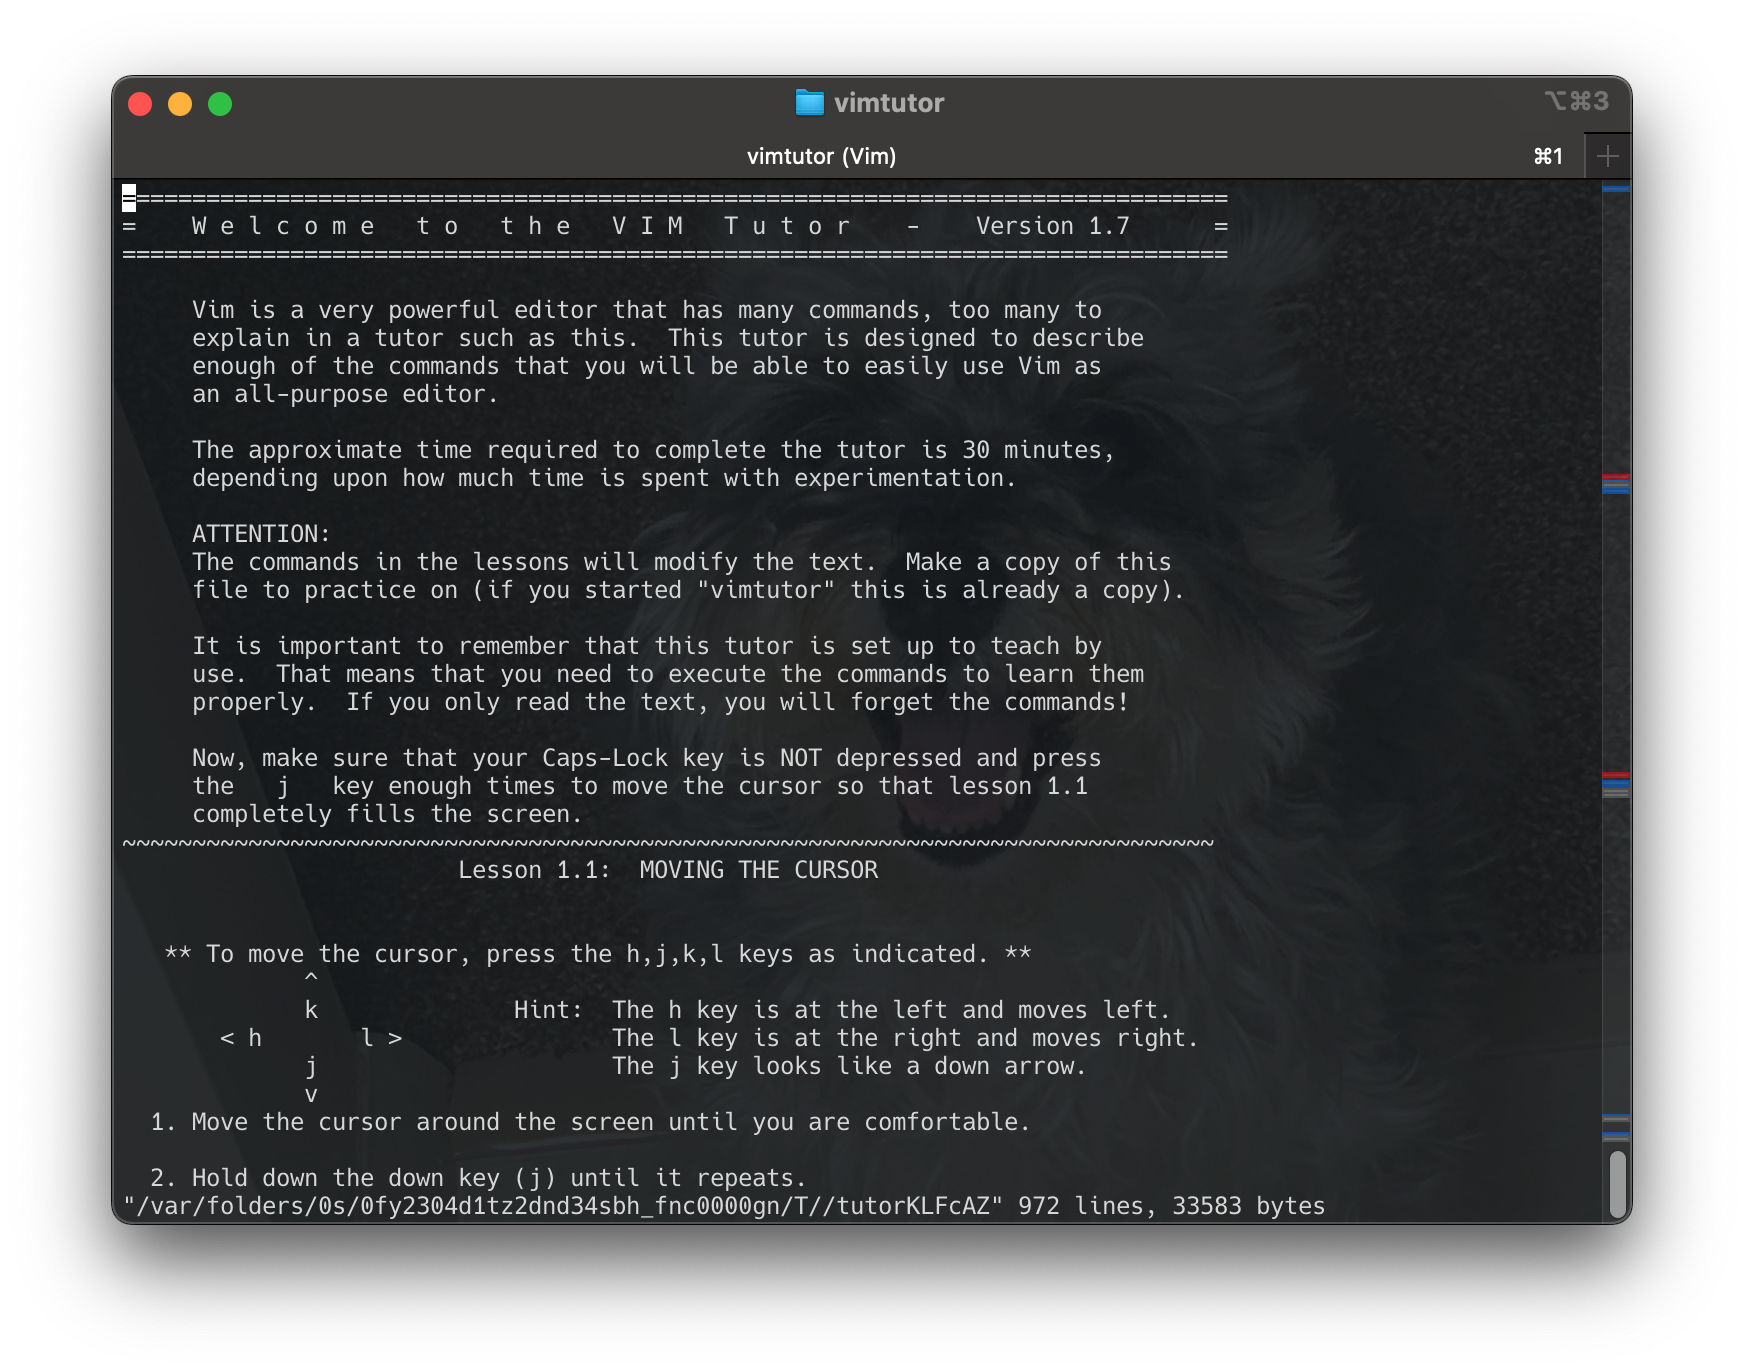 vimtutor
⌥⌘3
vimtutor (Vim)
⌘1
===============================================================================
=    W e l c o m e   t o   t h e   V I M   T u t o r    -    Version 1.7      =
===============================================================================
Vim is a very powerful editor that has many commands, too many to
explain in a tutor such as this.  This tutor is designed to describe
enough of the commands that you will be able to easily use Vim as
an all-purpose editor.
The approximate time required to complete the tutor is 30 minutes,
depending upon how much time is spent with experimentation.
ATTENTION:
The commands in the lessons will modify the text.  Make a copy of this
file to practice on (if you started "vimtutor" this is already a copy).
It is important to remember that this tutor is set up to teach by
use.  That means that you need to execute the commands to learn them
properly.  If you only read the text, you will forget the commands!
Now, make sure that your Caps-Lock key is NOT depressed and press
the   j   key enough times to move the cursor so that lesson 1.1
completely fills the screen.
~~~~~~~~~~~~~~~~~~~~~~~~~~~~~~~~~~~~~~~~~~~~~~~~~~~~~~~~~~~~~~~~~~~~~~~~~~~~~~
Lesson 1.1:  MOVING THE CURSOR
** To move the cursor, press the h,j,k,l keys as indicated. **
^
k              Hint:  The h key is at the left and moves left.
< h       l >               The l key is at the right and moves right.
j                     The j key looks like a down arrow.
v
1. Move the cursor around the screen until you are comfortable.
2. Hold down the down key (j) until it repeats.
"/var/folders/0s/0fy2304d1tz2dnd34sbh_fnc0000gn/T//tutorKLFcAZ" 972 lines, 33583 bytes